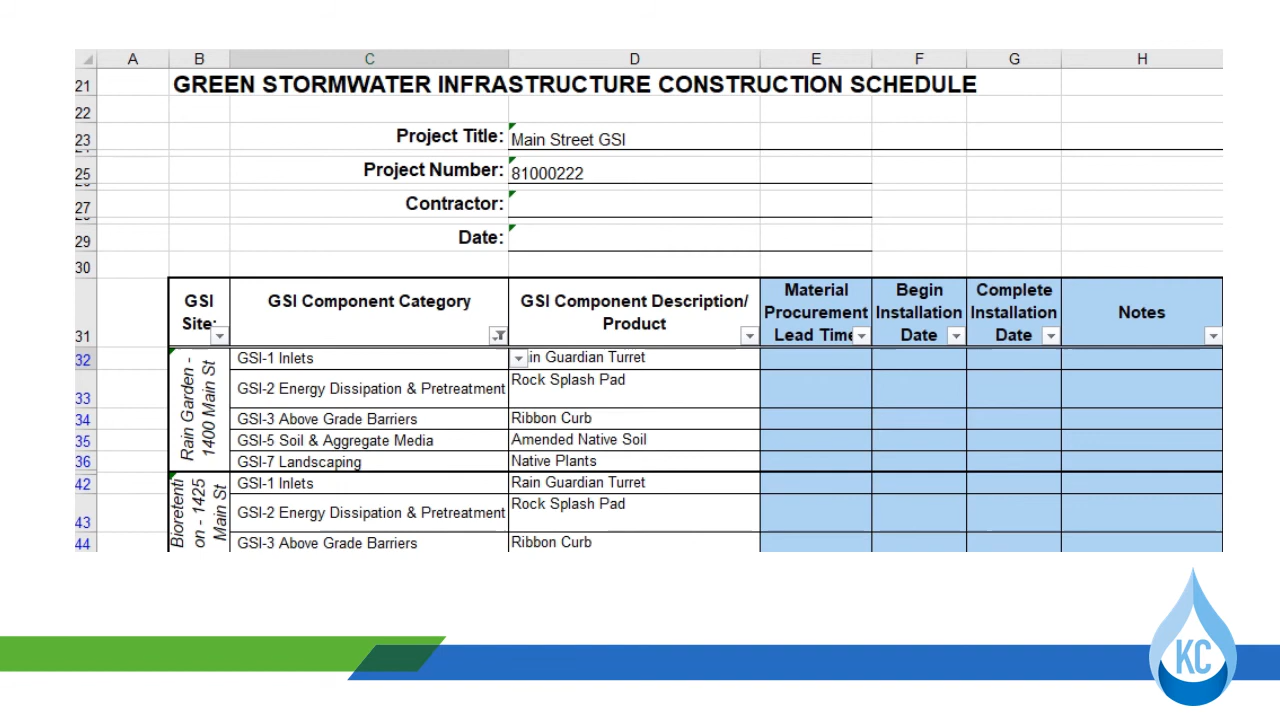 A B C D E F G H
21 GREEN STORMWATER INFRASTRUCTURE CONSTRUCTION SCHEDULE
22
23 Project Title: Main Street GSI
25 Project Number: 81000222
27 Contractor:
29 Date:
30
31 GSI Site: GSI Component Category GSI Component Description/ Product Material Procurement Lead Time Begin Installation Date Complete Installation Date Notes
Rain Garden - 1400 Main St
32 GSI-1 Inlets ain Guardian Turret
33 GSI-2 Energy Dissipation & Pretreatment Rock Splash Pad
34 GSI-3 Above Grade Barriers Ribbon Curb
35 GSI-5 Soil & Aggregate Media Amended Native Soil
36 GSI-7 Landscaping Native Plants
Bioretenti on - 1425 Main St
42 GSI-1 Inlets Rain Guardian Turret
43 GSI-2 Energy Dissipation & Pretreatment Rock Splash Pad
44 GSI-3 Above Grade Barriers Ribbon Curb
KC